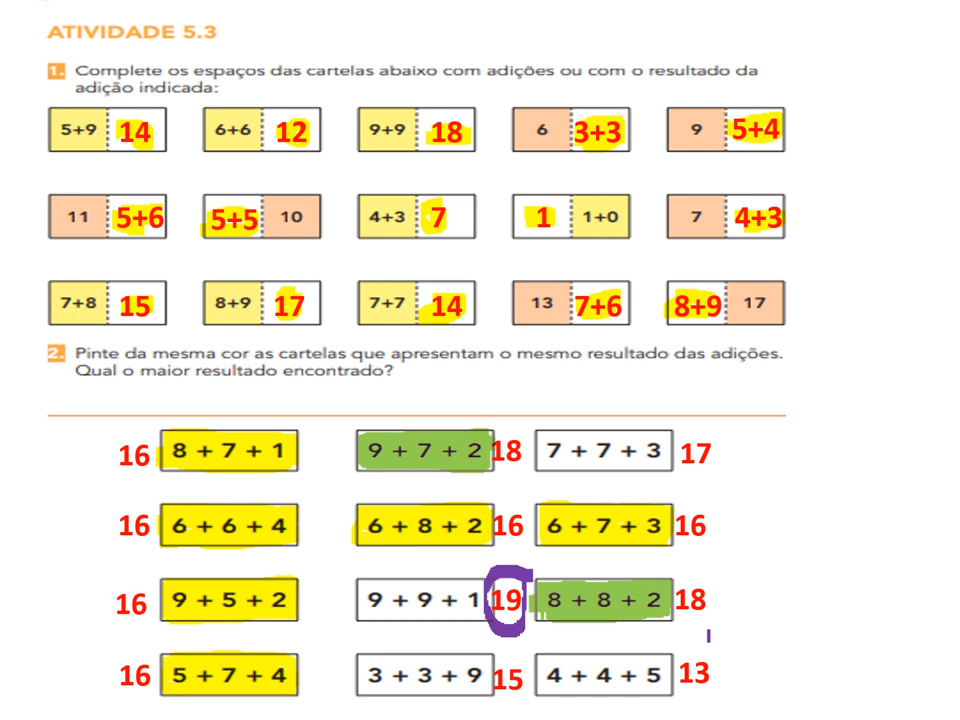 ATIVIDADE 5.3
1. Complete os espaços das cartelas abaixo com adições ou com o resultado da
adição indicada:
5+9 14 6+6 12 9+9 18 6 3+3 9 5+4
11 5+6 5+5 10 4+3 7 1 1+0 7 4+3
7+8 15 8+9 17 7+7 14 13 7+6 8+9 17
2. Pinte da mesma cor as cartelas que apresentam o mesmo resultado das adições.
Qual o maior resultado encontrado?
16 8 + 7 + 1 9 + 7 + 2 18 7 + 7 + 3 17
16 6 + 6 + 4 6 + 8 + 2 16 6 + 7 + 3 16
16 9 + 5 + 2 9 + 9 + 1 19 8 + 8 + 2 18
16 5 + 7 + 4 3 + 3 + 9 15 4 + 4 + 5 13